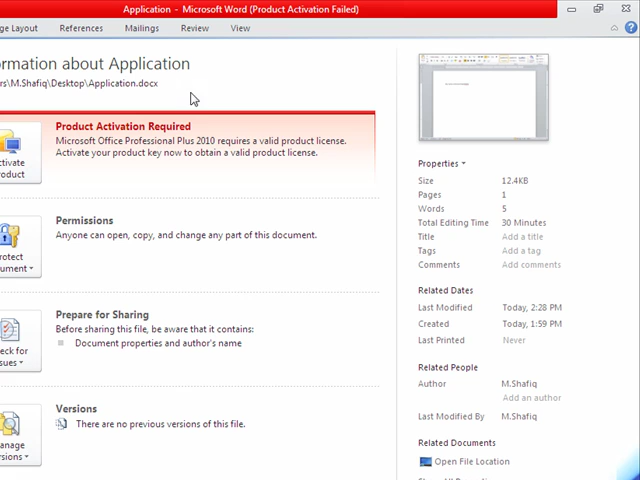 Application - Microsoft Word (Product Activation Failed)
ge Layout References Mailings Review View
rmation about Application
rs\M.Shafiq\Desktop\Application.docx
ctivate
roduct
Product Activation Required
Microsoft Office Professional Plus 2010 requires a valid product license.
Activate your product key now to obtain a valid product license.
rotect
ument
Permissions
Anyone can open, copy, and change any part of this document.
heck for
sues
Prepare for Sharing
Before sharing this file, be aware that it contains:
Document properties and author's name
anage
rsions
Versions
There are no previous versions of this file.
Properties
Size 12.4KB
Pages 1
Words 5
Total Editing Time 30 Minutes
Title Add a title
Tags Add a tag
Comments Add comments
Related Dates
Last Modified Today, 2:28 PM
Created Today, 1:59 PM
Last Printed Never
Related People
Author M.Shafiq
Add an author
Last Modified By M.Shafiq
Related Documents
Open File Location